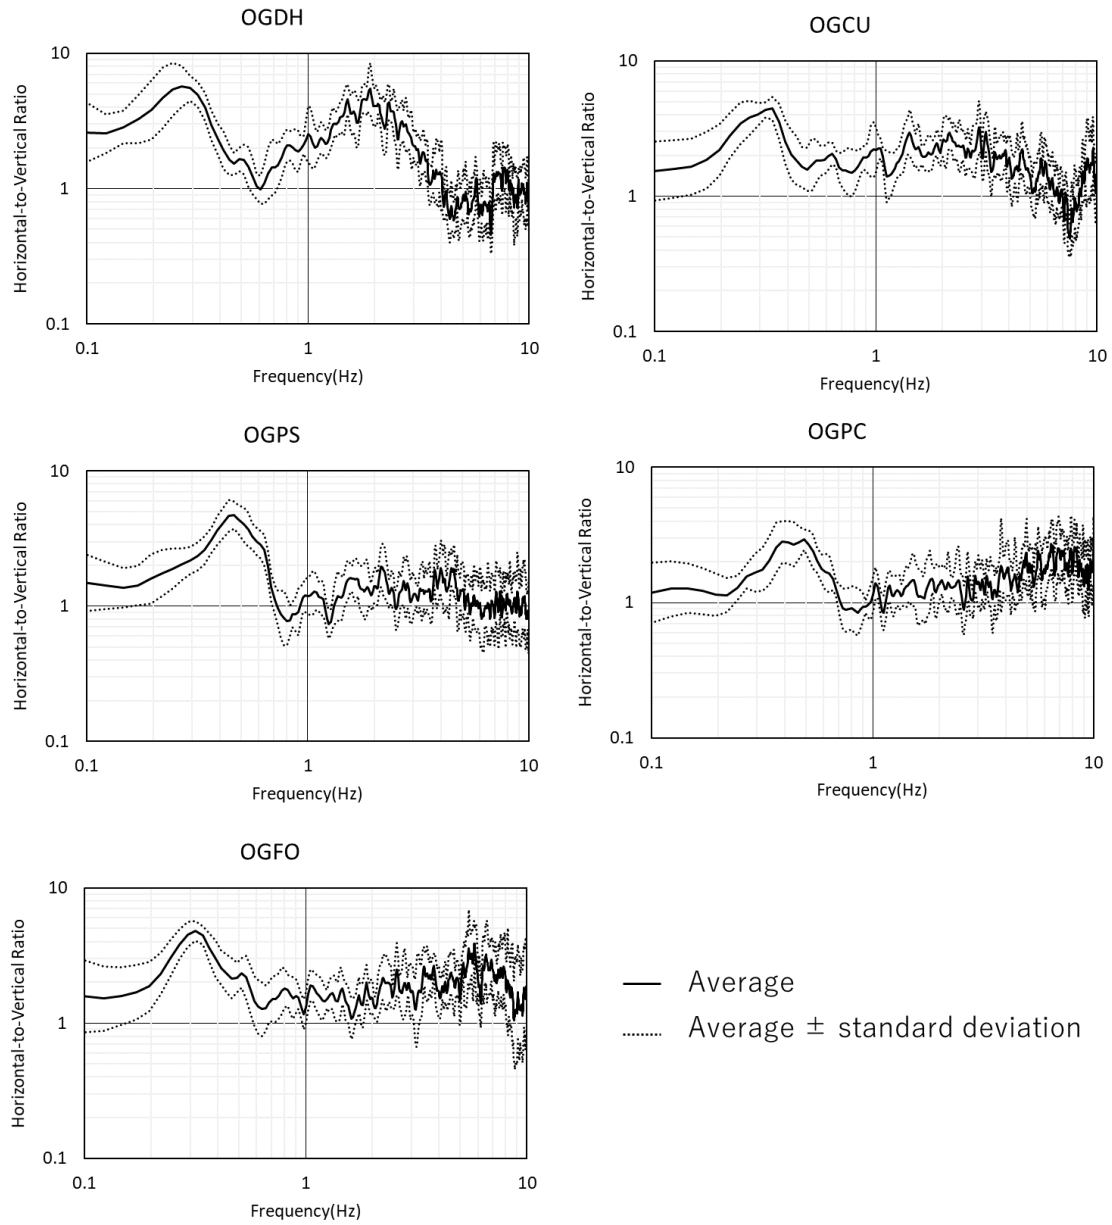 OGDH
Horizontal-to-Vertical Ratio
10
1
0.1
0.1 1 10
Frequency(Hz)
OGCU
Horizontal-to-Vertical Ratio
10
1
0.1
0.1 1 10
Frequency(Hz)
OGPS
Horizontal-to-Vertical Ratio
10
1
0.1
0.1 1 10
Frequency(Hz)
OGPC
Horizontal-to-Vertical Ratio
10
1
0.1
0.1 1 10
Frequency(Hz)
OGFO
Horizontal-to-Vertical Ratio
10
1
0.1
0.1 1 10
Frequency(Hz)
Average
Average ± standard deviation